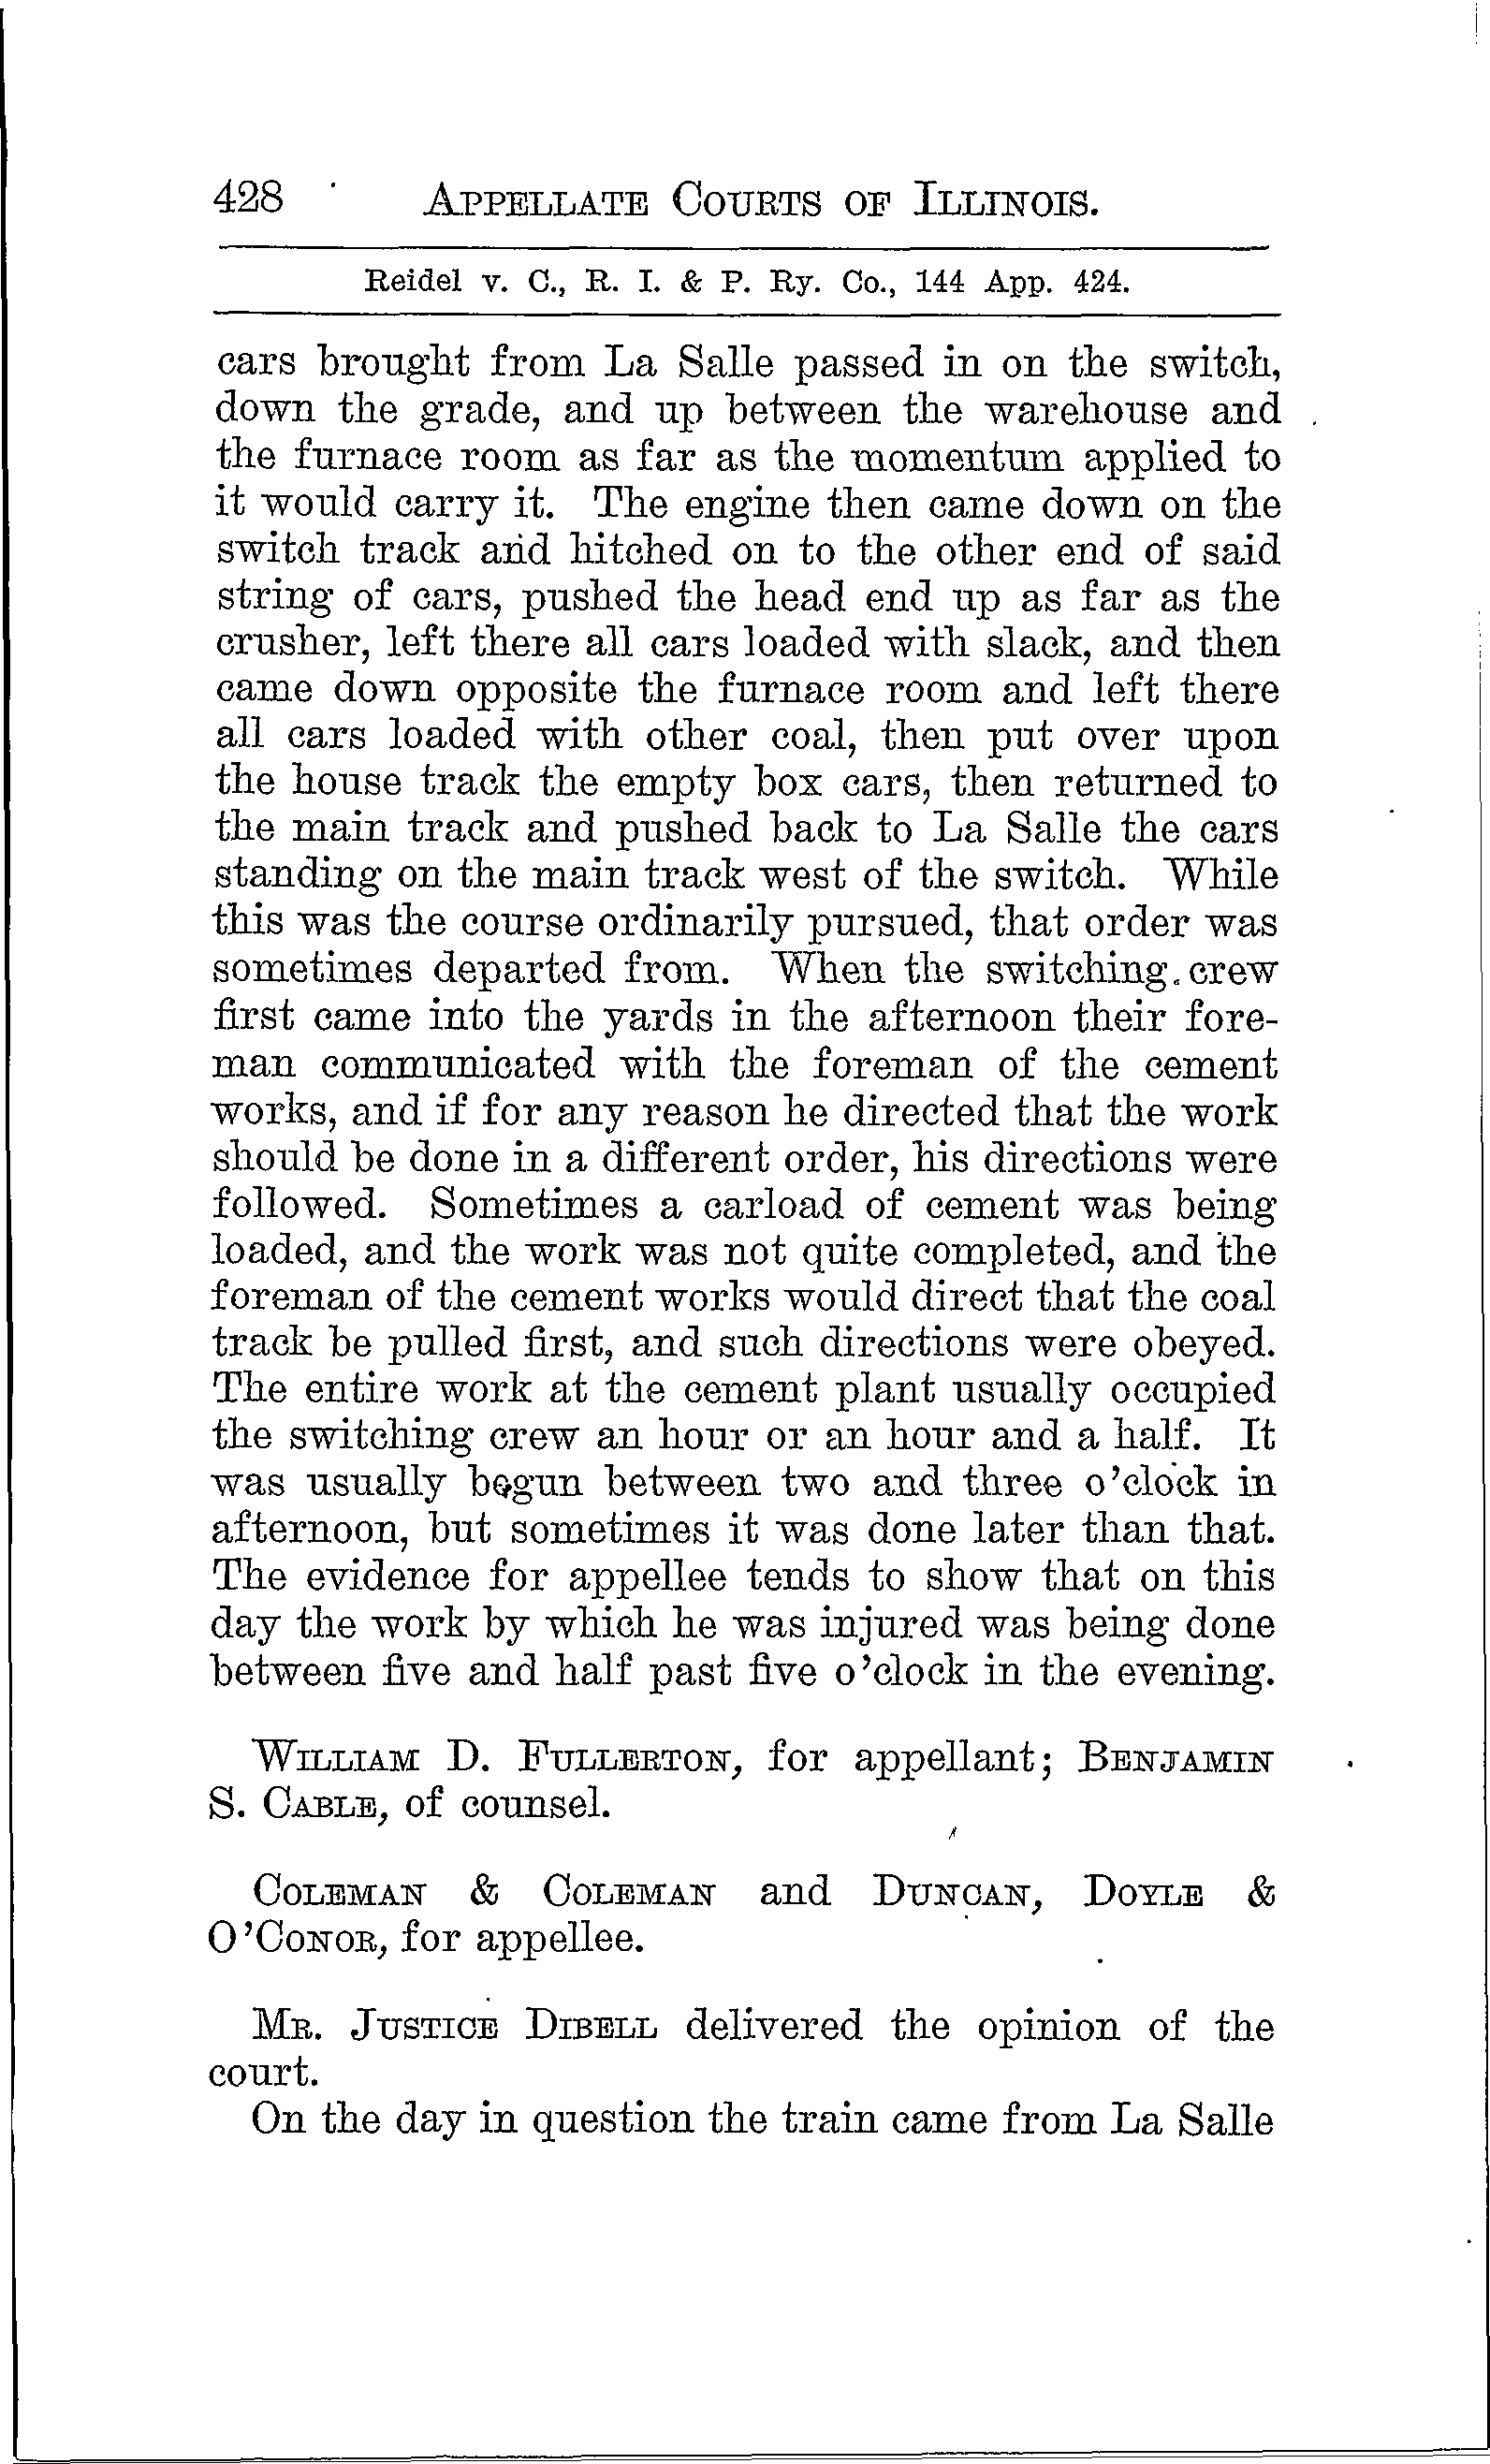 428 APPELLATE COURTS OF ILLINOIS.
Reidel v. C., R. I. & P. Ry. Co., 144 App. 424.
cars brought from La Salle passed in on the switch,
down the grade, and up between the warehouse and
the furnace room as far as the momentum applied to
it would carry it. The engine then came down on the
switch track and hitched on to the other end of said
string of cars, pushed the head end up as far as the
crusher, left there all cars loaded with slack, and then
came down opposite the furnace room and left there
all cars loaded with other coal, then put over upon
the house track the empty box cars, then returned to
the main track and pushed back to La Salle the cars
standing on the main track west of the switch. While
this was the course ordinarily pursued, that order was
sometimes departed from. When the switching crew
first came into the yards in the afternoon their fore-
man communicated with the foreman of the cement
works, and if for any reason he directed that the work
should be done in a different order, his directions were
followed. Sometimes a carload of cement was being
loaded, and the work was not quite completed, and the
foreman of the cement works would direct that the coal
track be pulled first, and such directions were obeyed.
The entire work at the cement plant usually occupied
the switching crew an hour or an hour and a half. It
was usually begun between two and three o'clock in
afternoon, but sometimes it was done later than that.
The evidence for appellee tends to show that on this
day the work by which he was injured was being done
between five and half past five o'clock in the evening.
WILLIAM D. FULLERTON, for appellant; BENJAMIN
S. CABLE, of counsel.
COLEMAN & COLEMAN and DUNCAN, DOYLE &
O'CONOR, for appellee.
MR. JUSTICE DIBELL delivered the opinion of the
court.
On the day in question the train came from La Salle